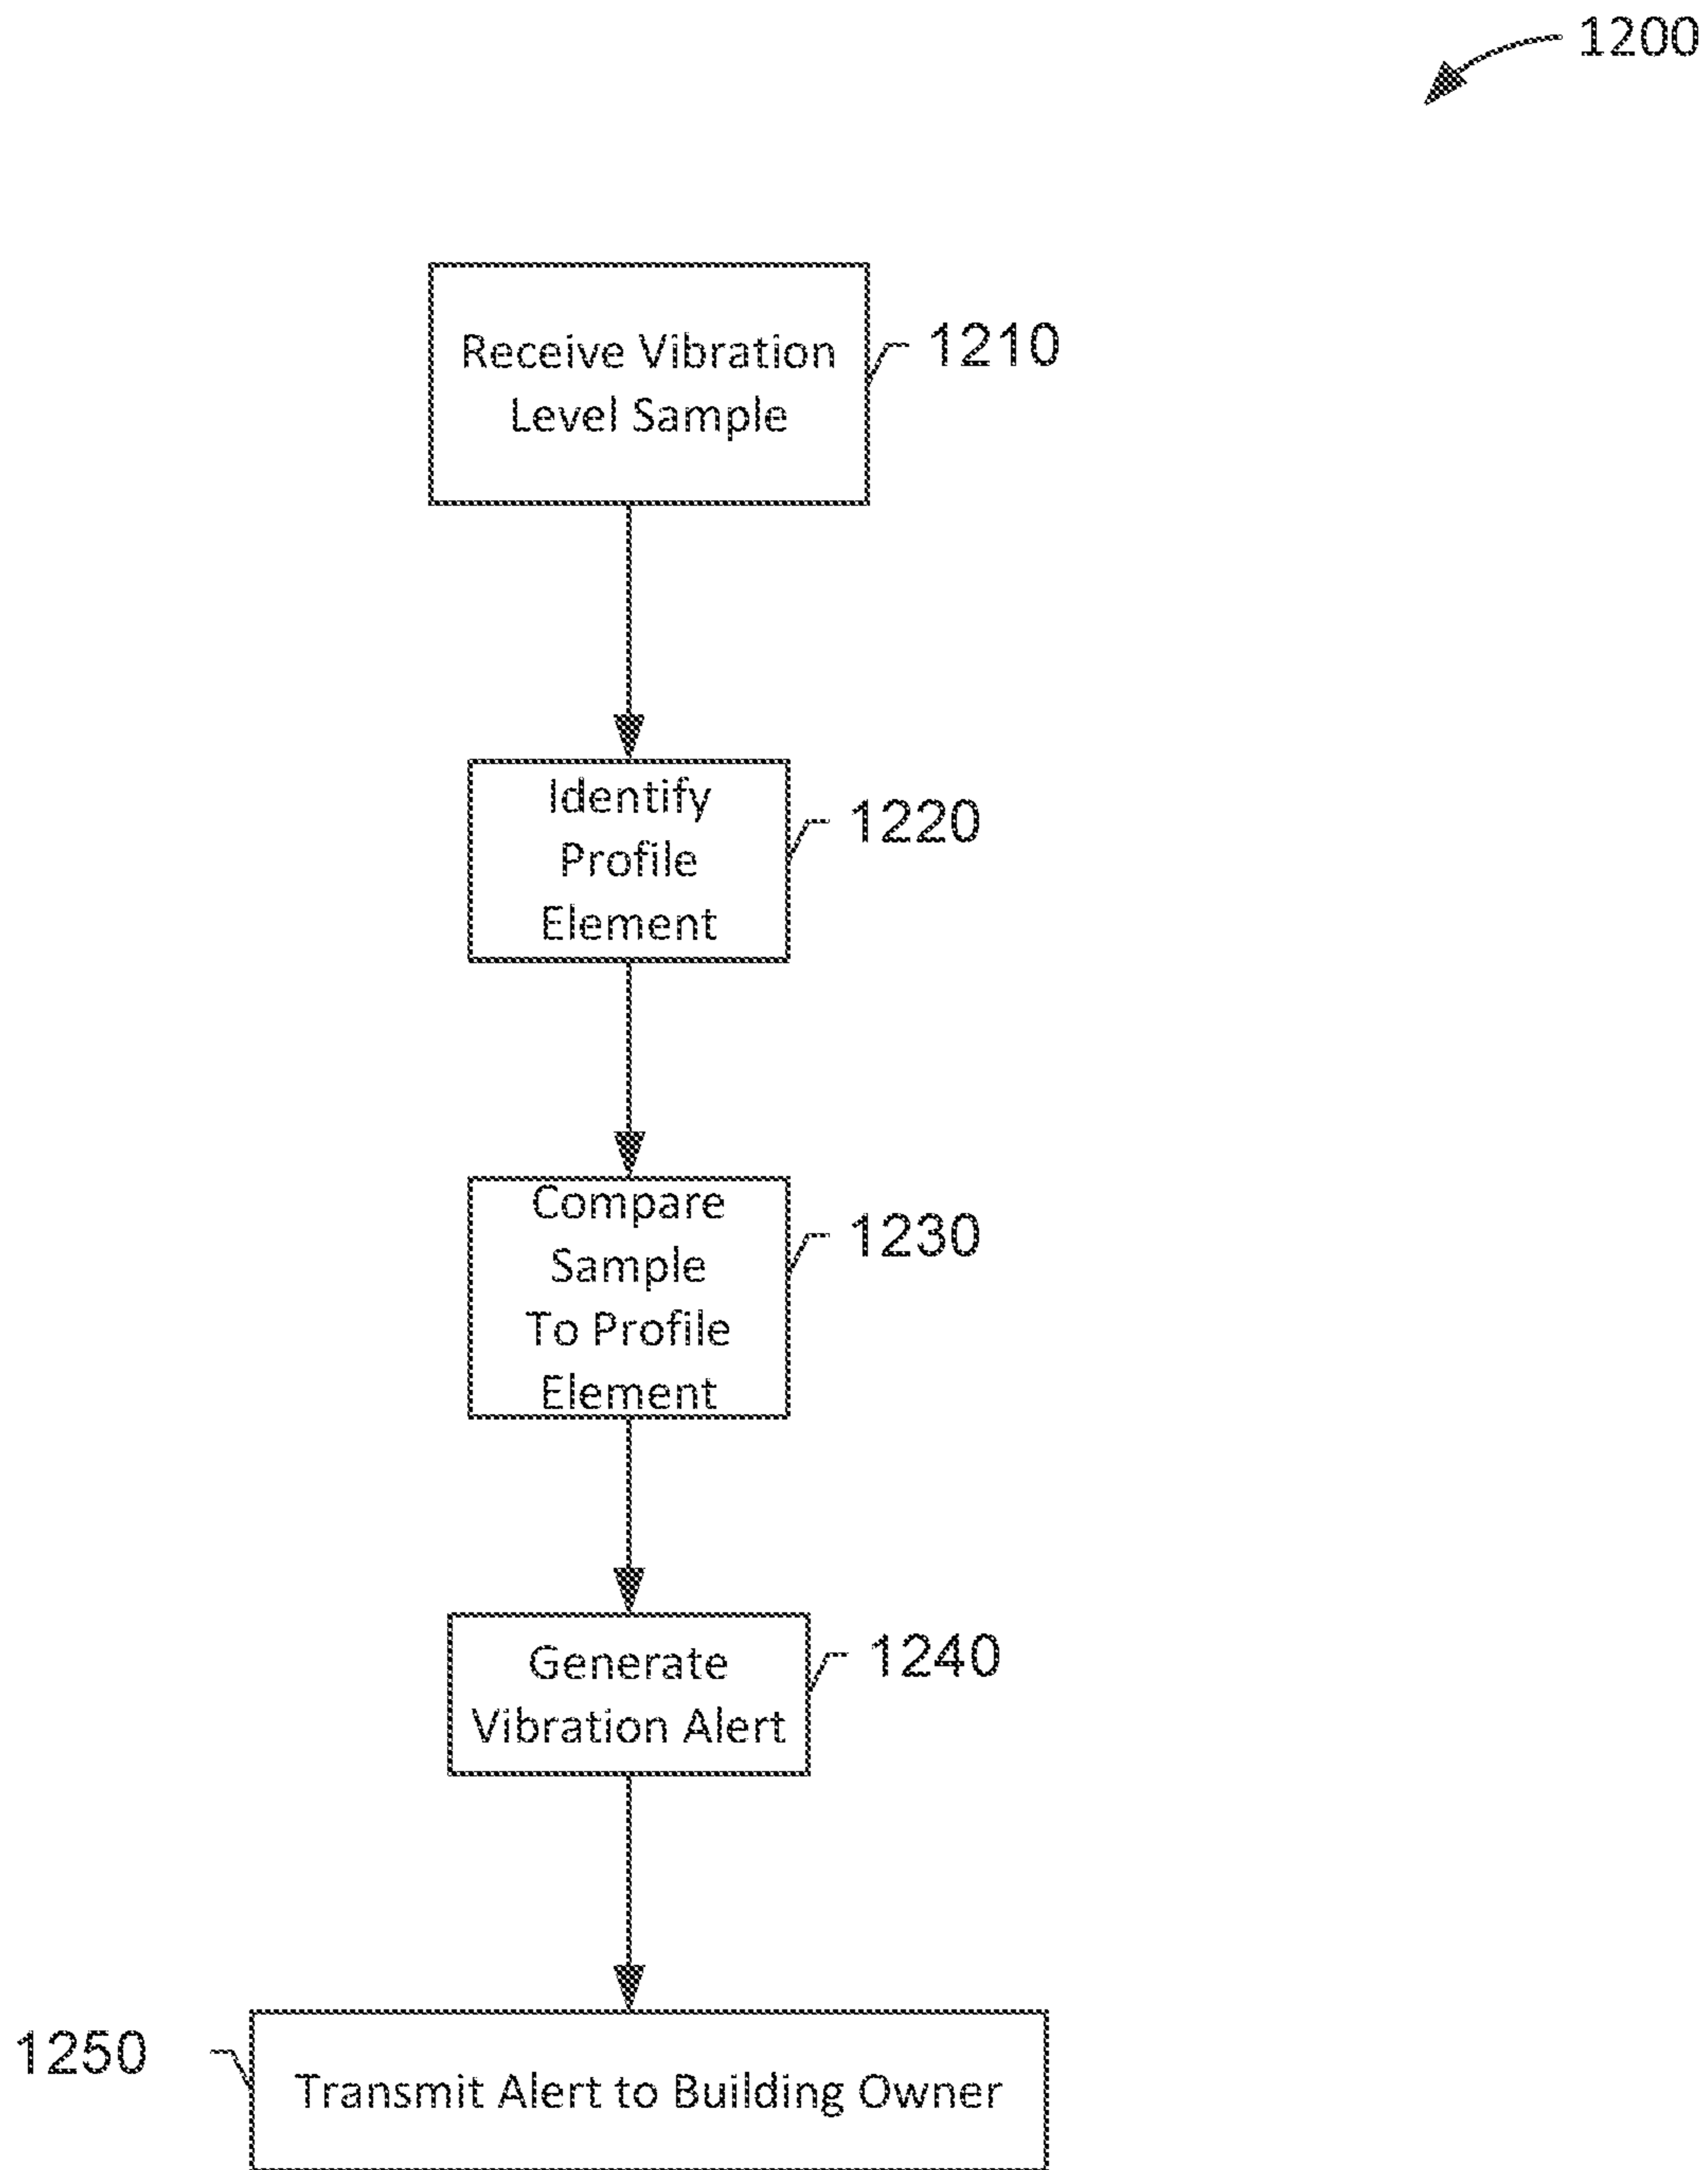 1200
Receive Vibration
Level Sample
1210
Identify
Profile
Element
1220
Compare
Sample
To Profile
Element
1230
Generate
Vibration Alert
1240
1250
Transmit Alert to Building Owner